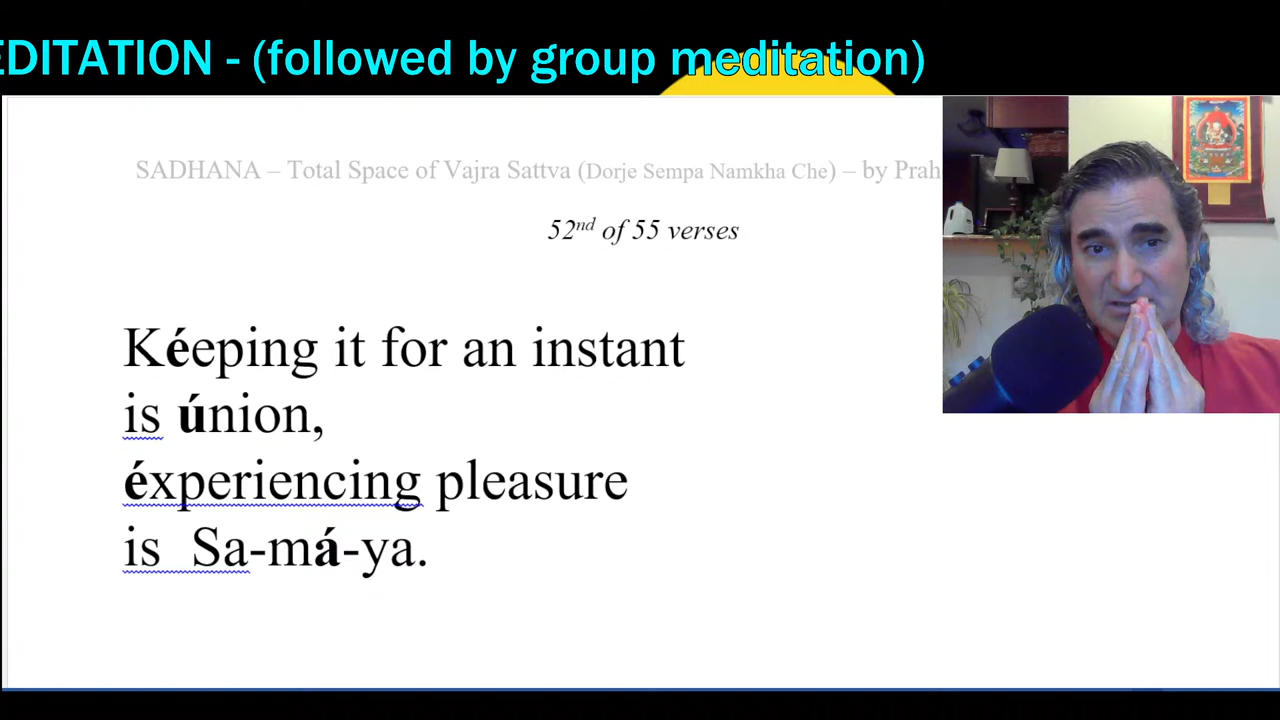 EDITATION - (followed by group meditation)
SADHANA – Total Space of Vajra Sattva (Dorje Sempa Namkha Che) – by Prah
52nd of 55 verses
Kéeping it for an instant
is únion,
éxperiencing pleasure
is Sa-má-ya.